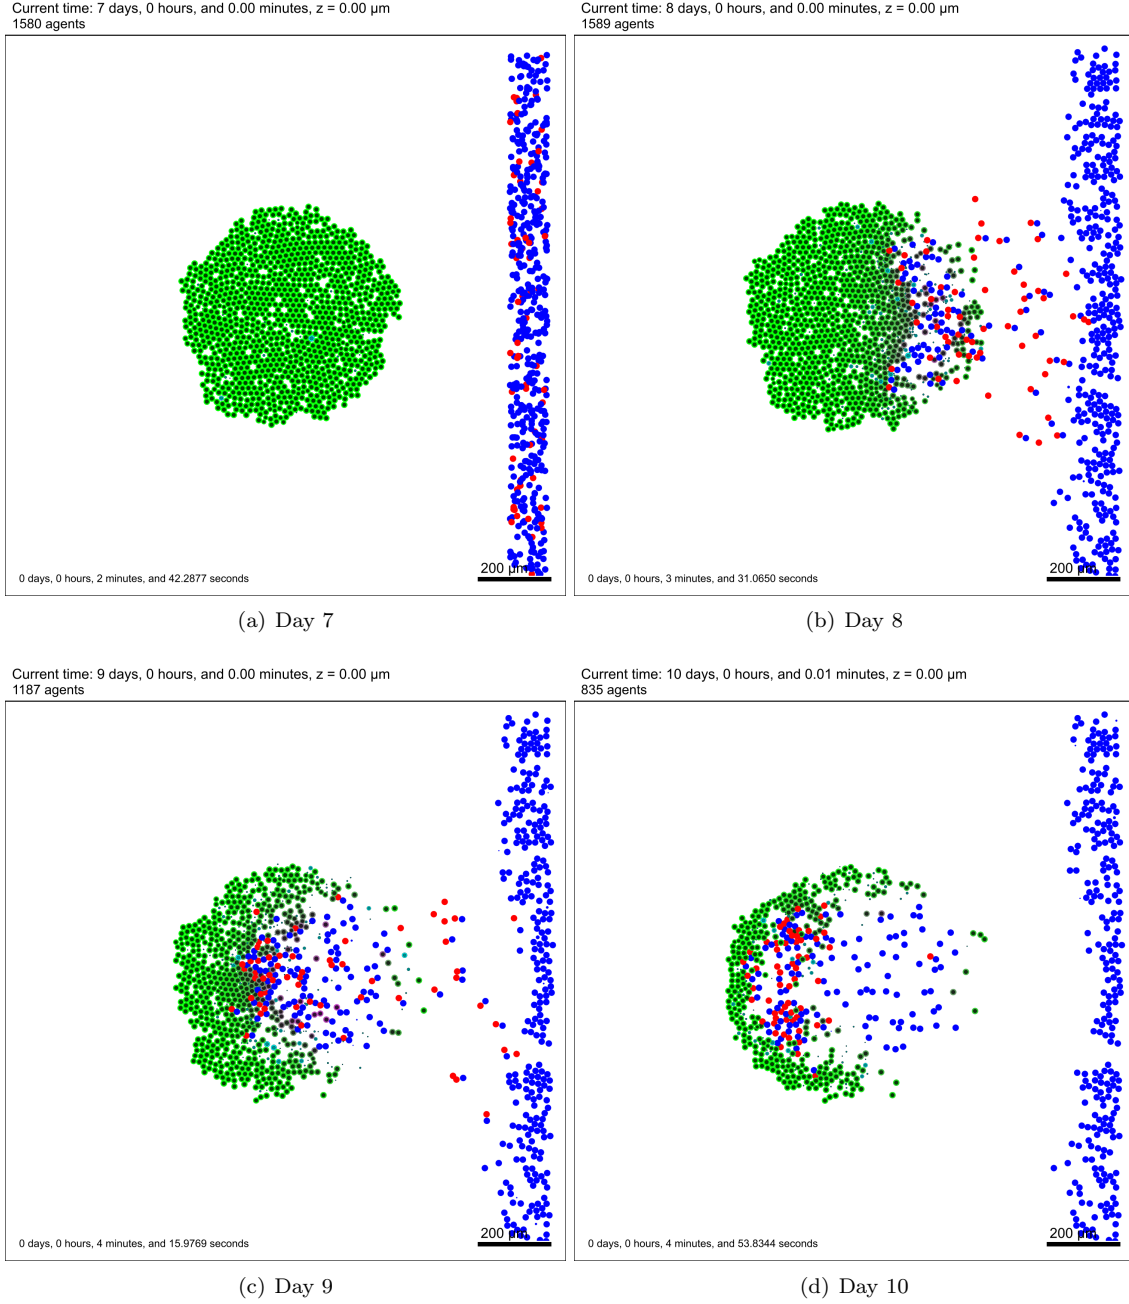 Current time: 7 days, 0 hours, and 0.00 minutes, z = 0.00 µm
1580 agents
200 µm
0 days, 0 hours, 2 minutes, and 42.2877 seconds
(a) Day 7
Current time: 8 days, 0 hours, and 0.00 minutes, z = 0.00 µm
1589 agents
200 µm
0 days, 0 hours, 3 minutes, and 31.0650 seconds
(b) Day 8
Current time: 9 days, 0 hours, and 0.00 minutes, z = 0.00 µm
1187 agents
200 µm
0 days, 0 hours, 4 minutes, and 15.9769 seconds
(c) Day 9
Current time: 10 days, 0 hours, and 0.01 minutes, z = 0.00 µm
835 agents
200 µm
0 days, 0 hours, 4 minutes, and 53.8344 seconds
(d) Day 10